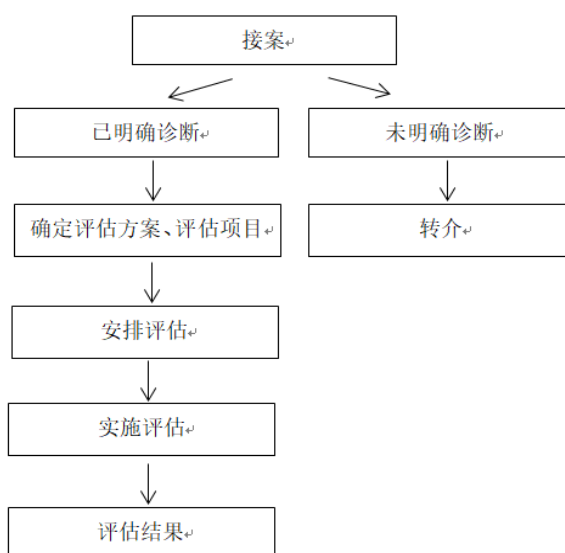 接案
已明确诊断
未明确诊断
确定评估方案、评估项目
转介
安排评估
实施评估
评估结果